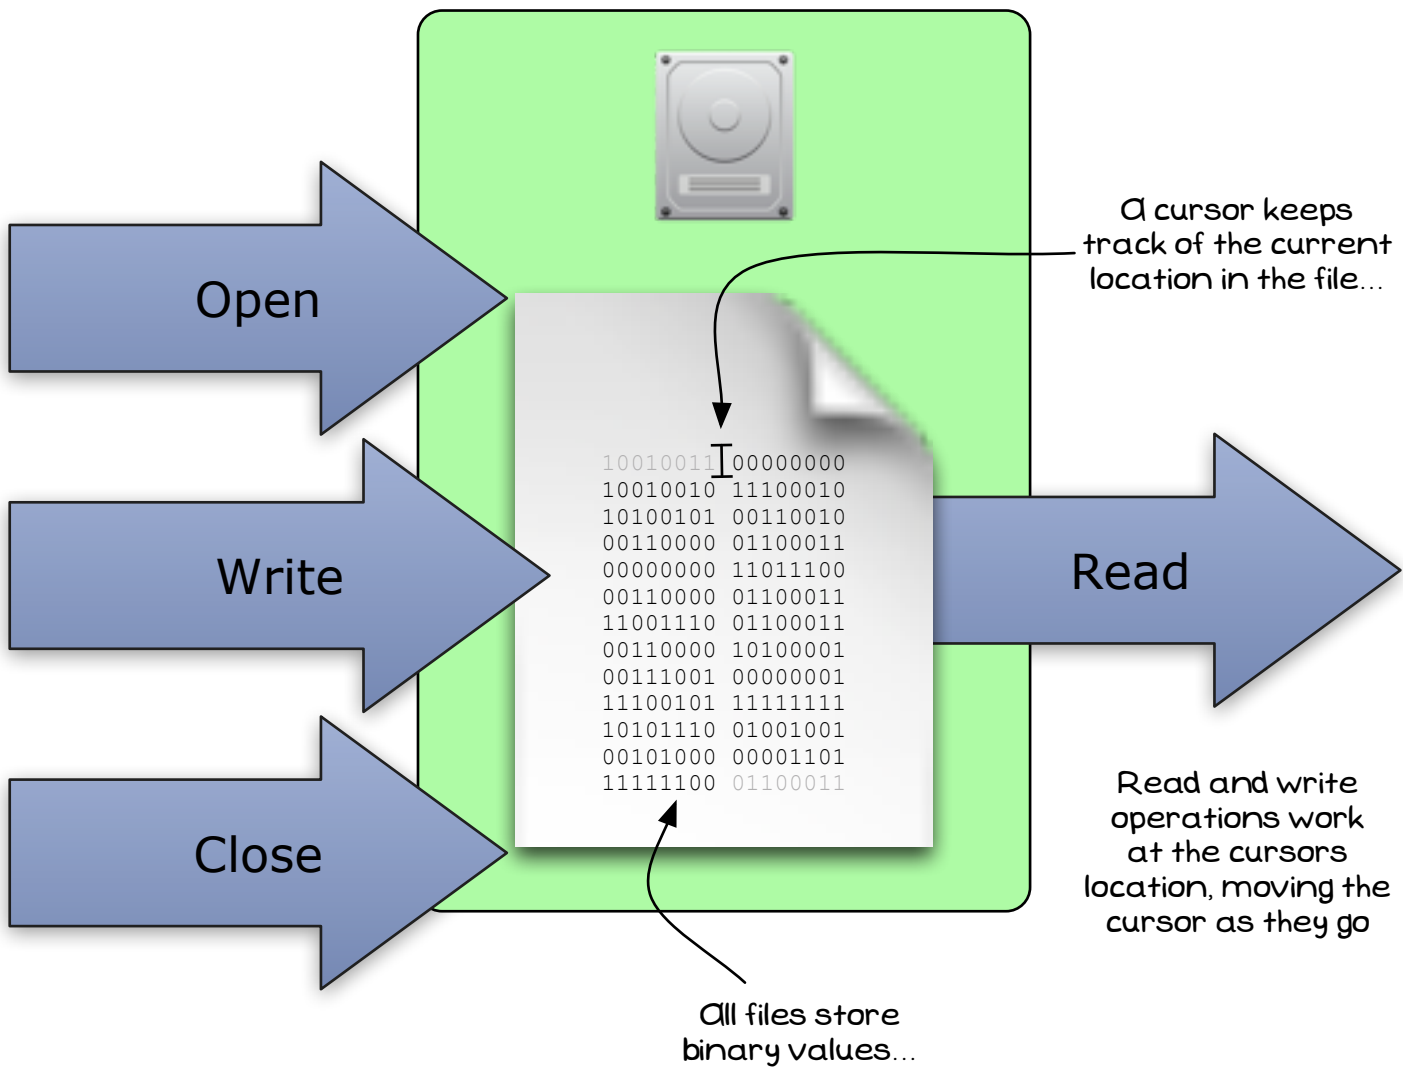 A cursor keeps
track of the current
location in the file...
Open
Write
Close
Read
10010011 00000000
10010010 11100010
10100101 00110010
00110000 01100011
00000000 11011100
00110000 01100011
11001110 01100011
00110000 10100001
00111001 00000001
11100101 11111111
10101110 01001001
00101000 00001101
11111100 01100011
Read and write
operations work
at the cursors
location, moving the
cursor as they go
All files store
binary values...